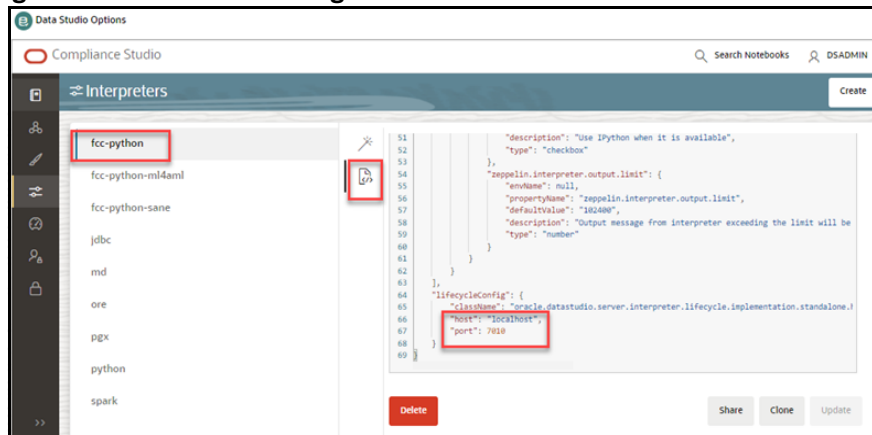 Data Studio Options
Compliance Studio
Search Notebooks
DSADMIN
Interpreters
Create
fcc-python
fcc-python-ml4aml
fcc-python-sane
jdbc
md
ore
pgx
python
spark
51 "description": "Use IPython when it is available",
52 "type": "checkbox"
53 },
54 "zeppelin.interpreter.output.limit": {
55 "envName": null,
56 "propertyName": "zeppelin.interpreter.output.limit",
57 "defaultValue": "102400",
58 "description": "Output message from interpreter exceeding the limit will be
59 "type": "number"
60 }
61 }
62 }
63 ],
64 "lifecycleConfig": {
65 "className": "oracle.datastudio.server.interpreter.lifecycle.implementation.standalone.
66 "host": "localhost",
67 "port": 7010
68 }
69 }
Delete
Share
Clone
Update
>>